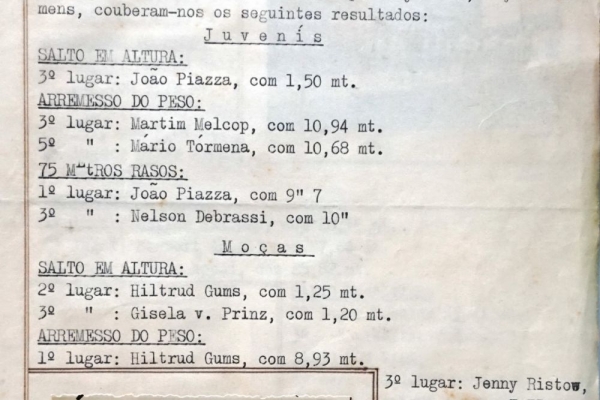 mens, couberam-nos os seguintes resultados:
J u v e n í s
SALTO EM ALTURA:
3º lugar: João Piazza, com 1,50 mt.
ARREMESSO DO PESO:
3º lugar: Martim Melcop, com 10,94 mt.
5º " : Mário Tórmena, com 10,68 mt.
75 MetROS RASOS:
1º lugar: João Piazza, com 9" 7
3º " : Nelson Debrassi, com 10"
M o ç a s
SALTO EM ALTURA:
2º lugar: Hiltrud Gums, com 1,25 mt.
3º " : Gisela v. Prinz, com 1,20 mt.
ARREMESSO DO PESO:
1º lugar: Hiltrud Gums, com 8,93 mt.
3º lugar: Jenny Ristow,